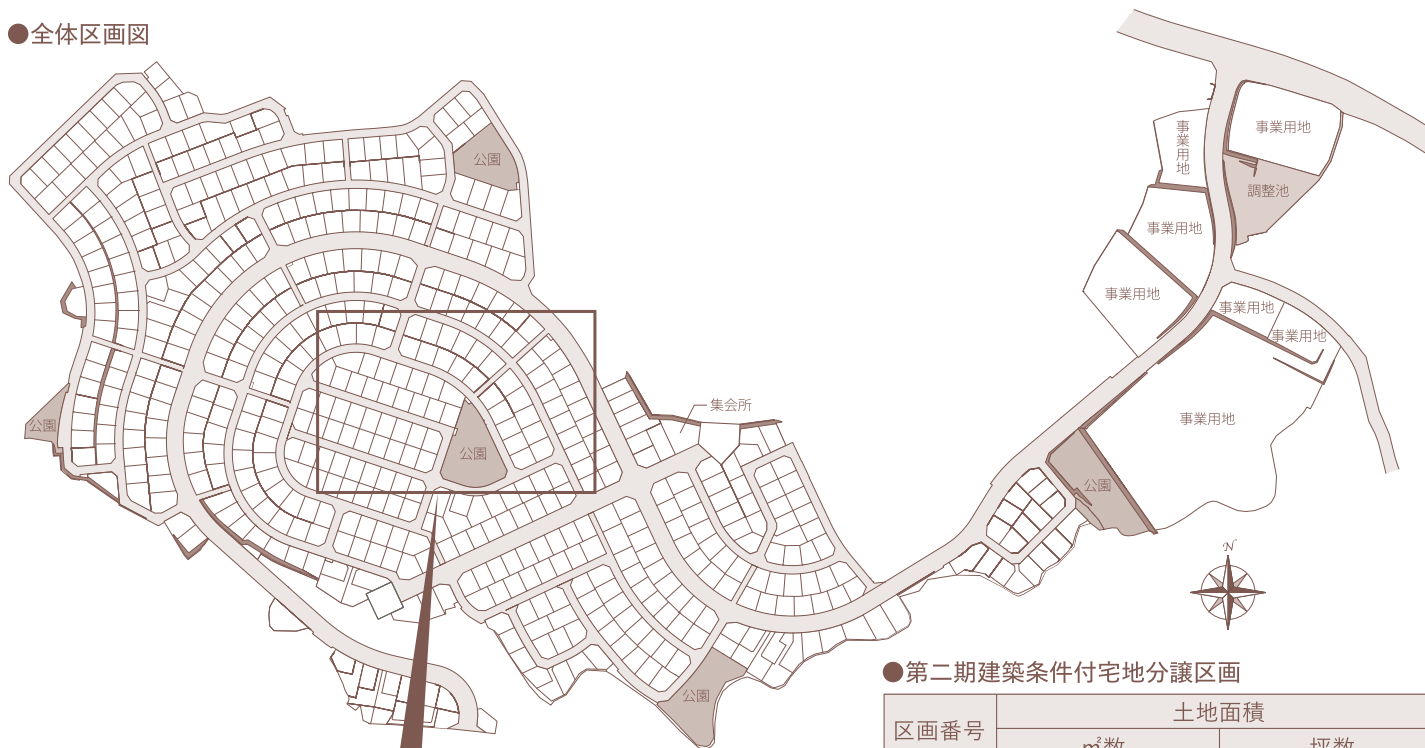 ●全体区画図
公園
公園
公園
集会所
公園
公園
事業用地
事業用地
調整池
事業用地
事業用地
事業用地
事業用地
事業用地
N
●第二期建築条件付宅地分譲区画
区画番号
土地面積
㎡数
坪数